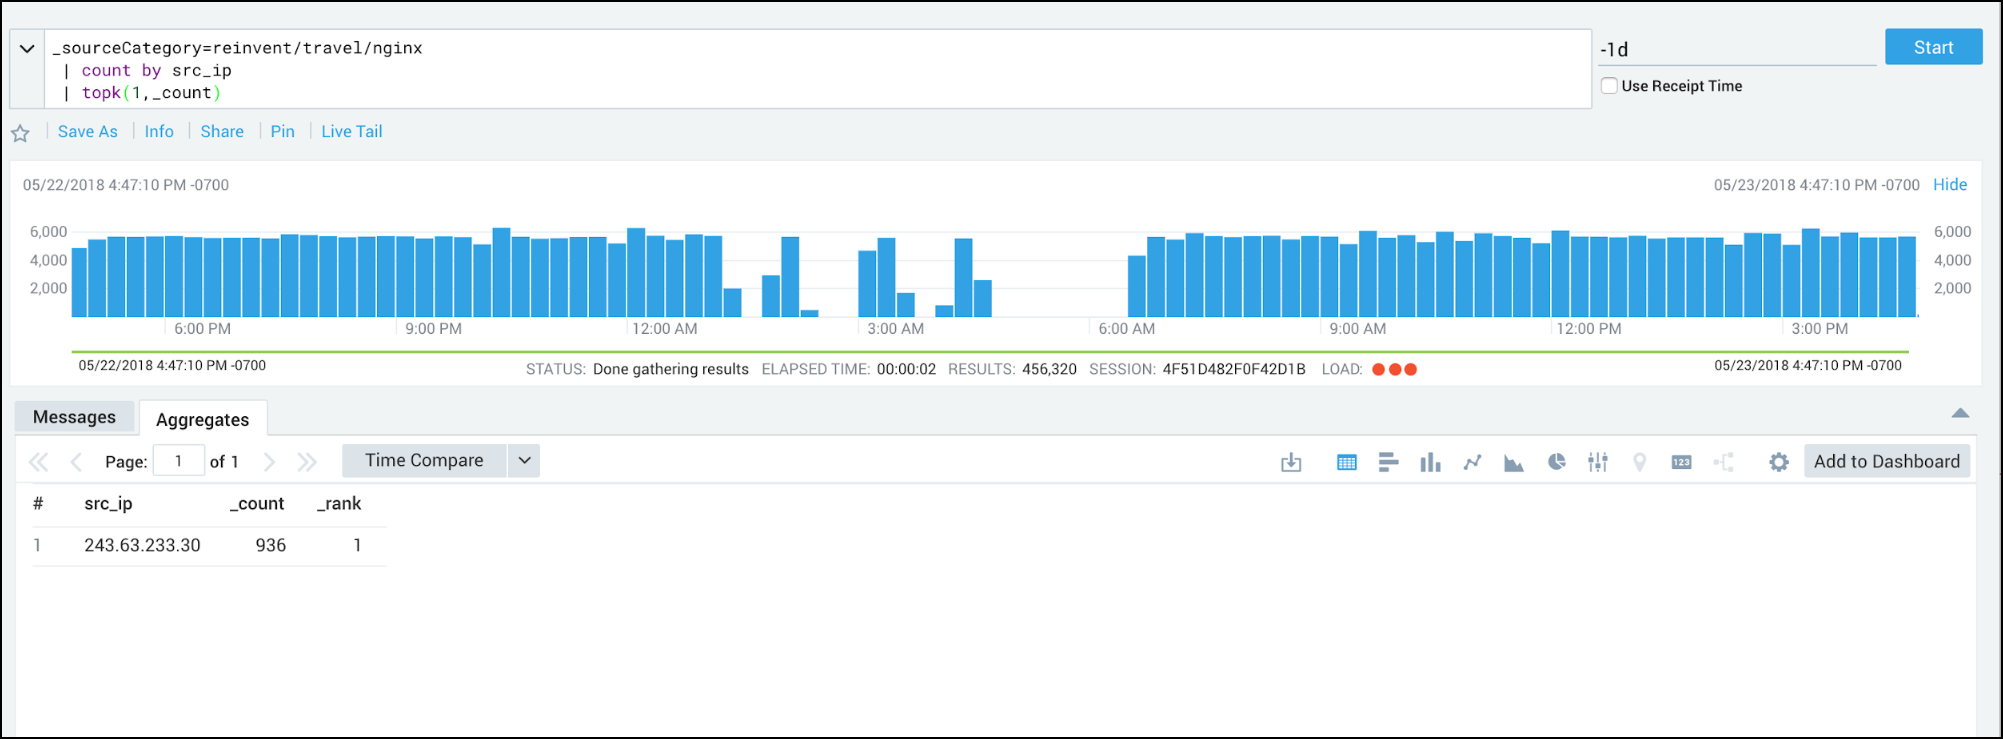 _sourceCategory=reinvent/travel/nginx
| count by src_ip
| topk(1,_count)
-1d
Start
Use Receipt Time
Save As Info Share Pin Live Tail
05/22/2018 4:47:10 PM -0700
05/23/2018 4:47:10 PM -0700 Hide
6,000 6,000
4,000 4,000
2,000 2,000
6:00 PM 9:00 PM 12:00 AM 3:00 AM 6:00 AM 9:00 AM 12:00 PM 3:00 PM
05/22/2018 4:47:10 PM -0700
STATUS: Done gathering results ELAPSED TIME: 00:00:02 RESULTS: 456,320 SESSION: 4F51D482F0F42D1B LOAD:
05/23/2018 4:47:10 PM -0700
Messages Aggregates
Page: 1 of 1 Time Compare 123 Add to Dashboard
# src_ip _count _rank
1 243.63.233.30 936 1